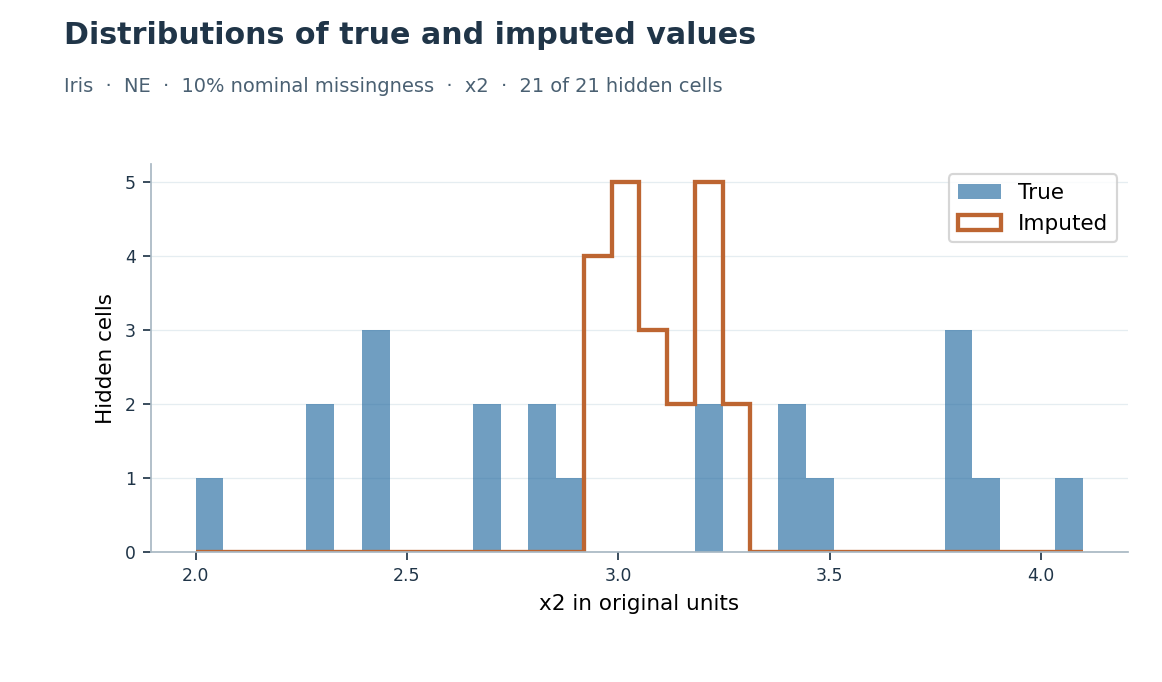 Distributions of true and imputed values
Iris · NE · 10% nominal missingness · x2 · 21 of 21 hidden cells
True
Imputed
Hidden cells
5
4
3
2
1
0
2.0 2.5 3.0 3.5 4.0
x2 in original units